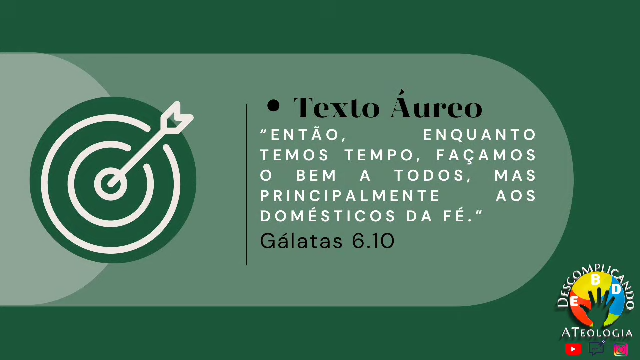 • Texto Áureo
“ENTÃO, ENQUANTO
TEMOS TEMPO, FAÇAMOS
O BEM A TODOS, MAS
PRINCIPALMENTE AOS
DOMÉSTICOS DA FÉ.”
Gálatas 6.10
DESCOMPLICANDO
EBD
ATEOLOGIA